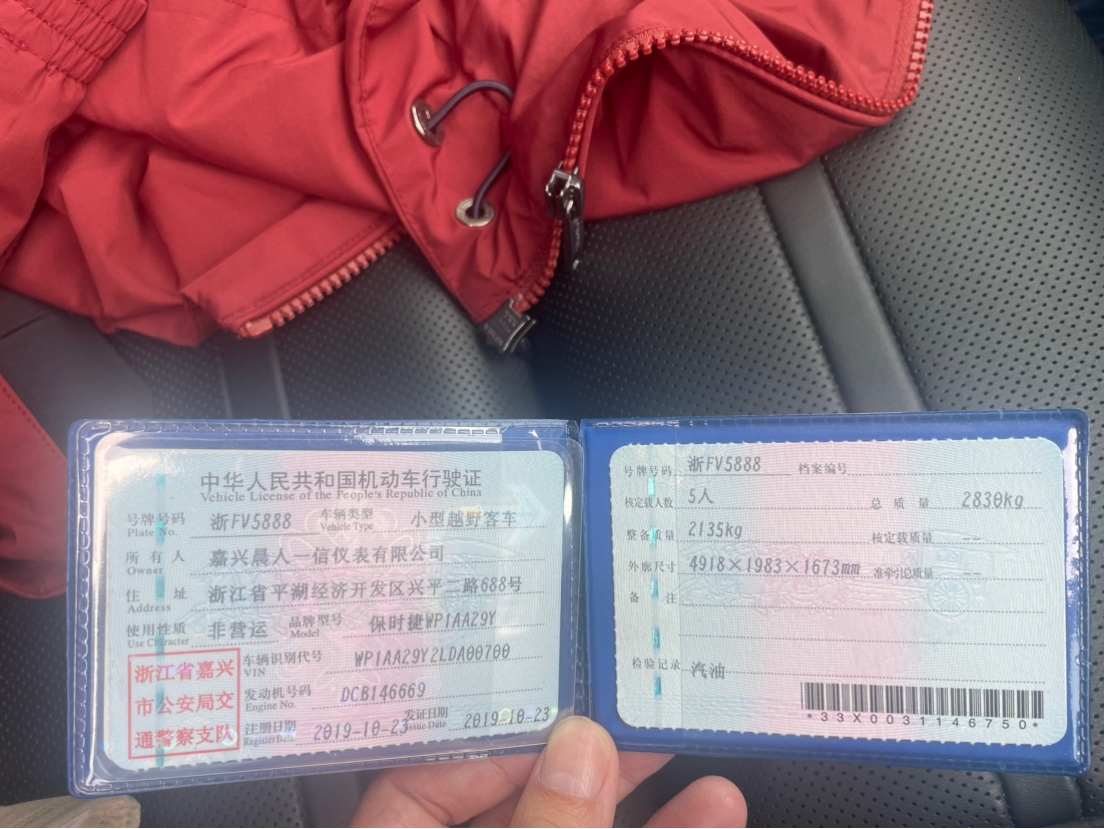 中华人民共和国机动车行驶证
Vehicle License of the People's Republic of China
号牌号码 浙FV5888 车辆类型 小型越野客车
Plate No. Vehicle Type
所有人 嘉兴晨人一信仪表有限公司
Owner
住址 浙江省平湖经济开发区兴平二路688号
Address
使用性质 非营运 品牌型号 保时捷WP1AA29Y
Use Character Model
浙江省嘉兴
市公安局交
通警察支队
车辆识别代号 WP1AA29Y2LDA00700
VIN
发动机号码 DCB146669
Engine No.
注册日期 2019-10-23 发证日期 2019-10-23
Register Date Issue Date
号牌号码 浙FV5888 档案编号
核定载人数 5人 总质量 2830kg
整备质量 2135kg 核定载质量 --
外廓尺寸 4918×1983×1673mm 准牵引总质量 --
备注
检验记录 汽油
*33X0031146750*